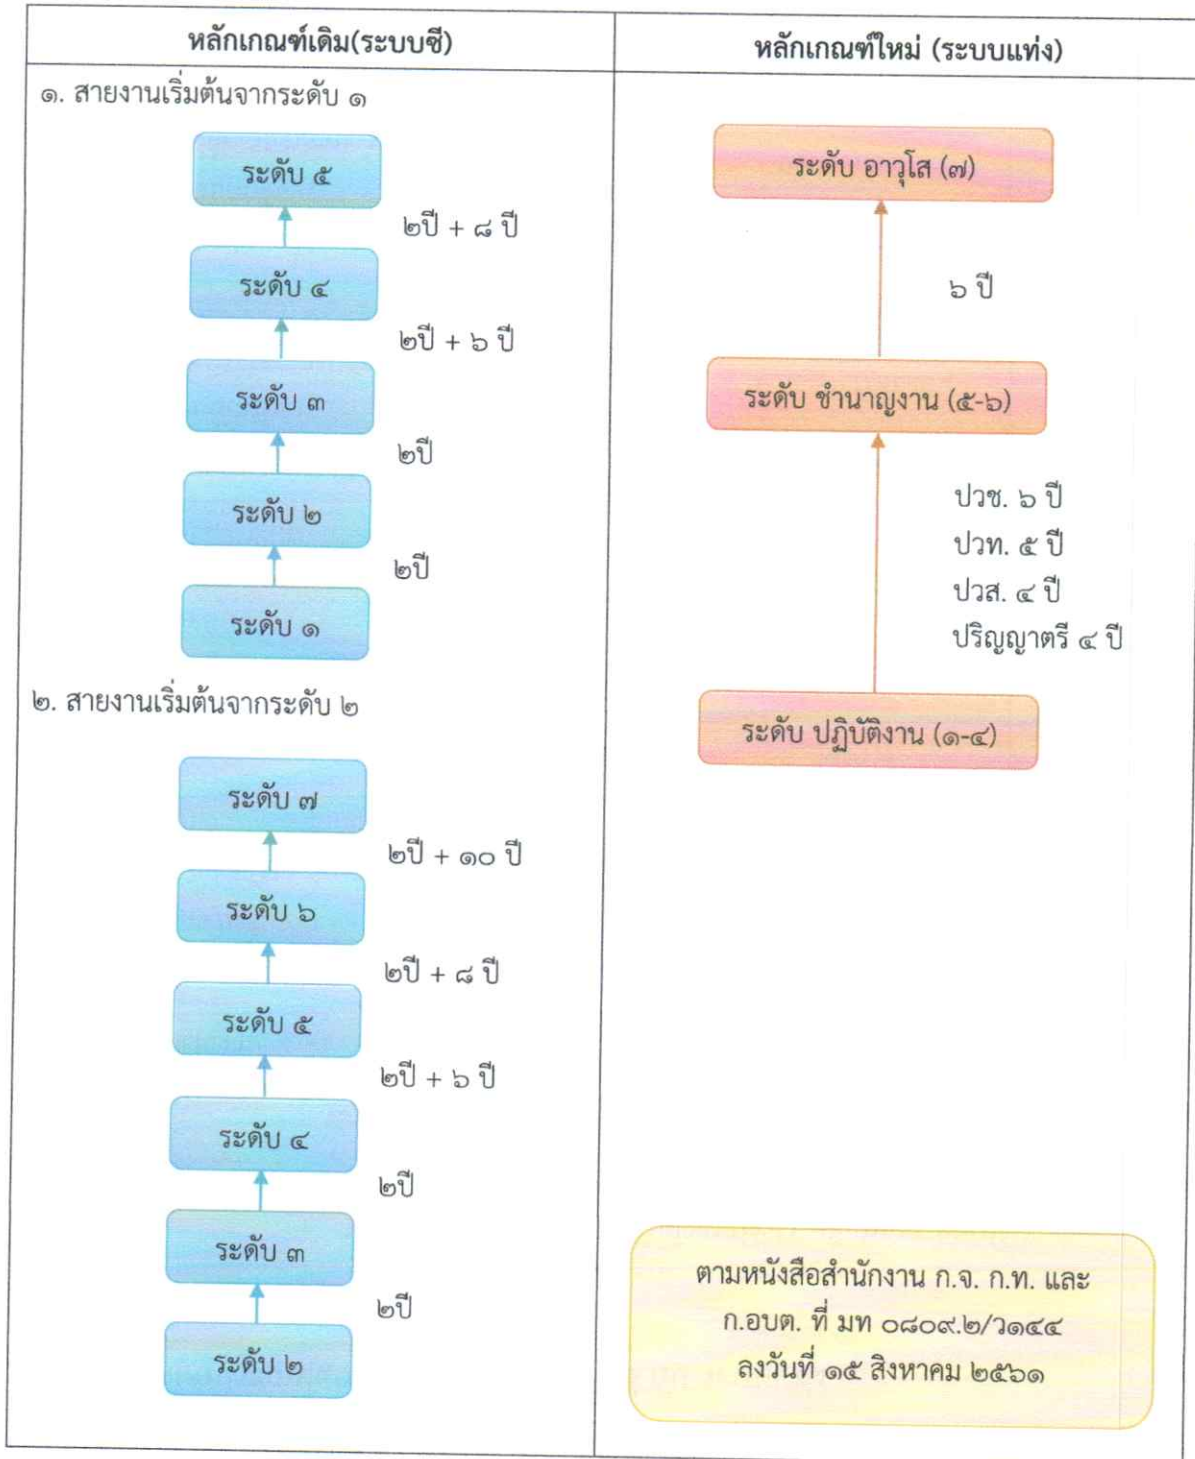 หลักเกณฑ์เดิม(ระบบซี)
๑. สายงานเริ่มต้นจากระดับ ๑
ระดับ ๕
๒ปี + ๘ ปี
ระดับ ๔
๒ปี + ๖ ปี
ระดับ ๓
๒ปี
ระดับ ๒
๒ปี
ระดับ ๑
๒. สายงานเริ่มต้นจากระดับ ๒
ระดับ ๗
๒ปี + ๑๐ ปี
ระดับ ๖
๒ปี + ๘ ปี
ระดับ ๕
๒ปี + ๖ ปี
ระดับ ๔
๒ปี
ระดับ ๓
๒ปี
ระดับ ๒
หลักเกณฑ์ใหม่ (ระบบแท่ง)
ระดับ อาวุโส (๗)
๖ ปี
ระดับ ชำนาญงาน (๕-๖)
ปวช. ๖ ปี
ปวท. ๕ ปี
ปวส. ๔ ปี
ปริญญาตรี ๔ ปี
ระดับ ปฏิบัติงาน (๑-๔)
ตามหนังสือสำนักงาน ก.จ. ก.ท. และ
ก.อบต. ที่ มท ๐๘๐๙.๒/ว๑๔๔
ลงวันที่ ๑๕ สิงหาคม ๒๕๖๑